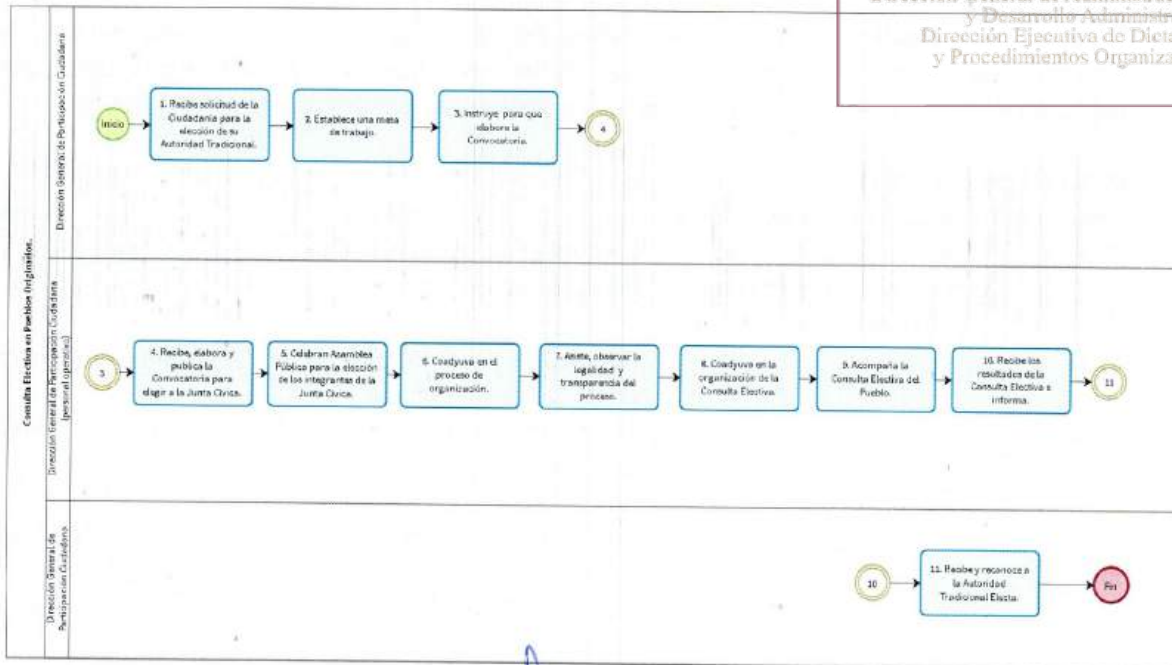 y Desarrollo Administr
Dirección Ejecutiva de Dicta
y Procedimientos Organiza
Consulta Electiva en Pueblos Originarios.
Dirección General de Participación Ciudadana
Inicio
1. Recibe solicitud de la
Ciudadanía para la
elección de su
Autoridad Tradicional.
2. Establece una mesa
de trabajo.
3. Instruye para que
elabore la
Convocatoria.
4
Dirección General de Participación Ciudadana
(personal operativo)
3
4. Recibe, elabora y
publica la
Convocatoria para
elegir a la Junta Cívica.
5. Celebran Asamblea
Pública para la elección
de los integrantes de la
Junta Cívica.
6. Coadyuva en el
proceso de
organización.
7. Asiste, observar la
legalidad y
transparencia del
proceso.
8. Coadyuva en la
organización de la
Consulta Electiva.
9. Acompaña la
Consulta Electiva del
Pueblo.
10. Recibe los
resultados de la
Consulta Electiva e
informa.
11
Dirección General de
Participación Ciudadana
10
11. Recibe y reconoce a
la Autoridad
Tradicional Electa.
Fin